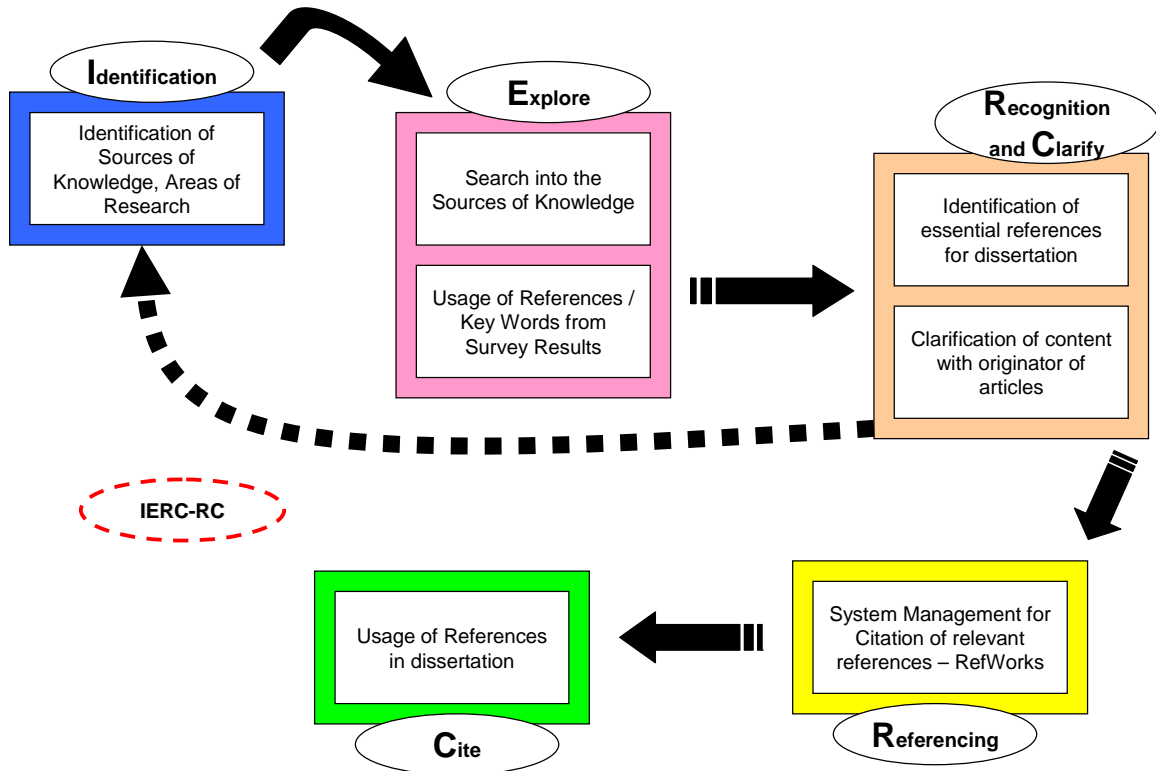 Identification
Identification of
Sources of
Knowledge, Areas of
Research
Explore
Search into the
Sources of Knowledge
Usage of References /
Key Words from
Survey Results
Recognition
and Clarify
Identification of
essential references
for dissertation
Clarification of content
with originator of
articles
IERC-RC
System Management for
Citation of relevant
references – RefWorks
Referencing
Usage of References
in dissertation
Cite